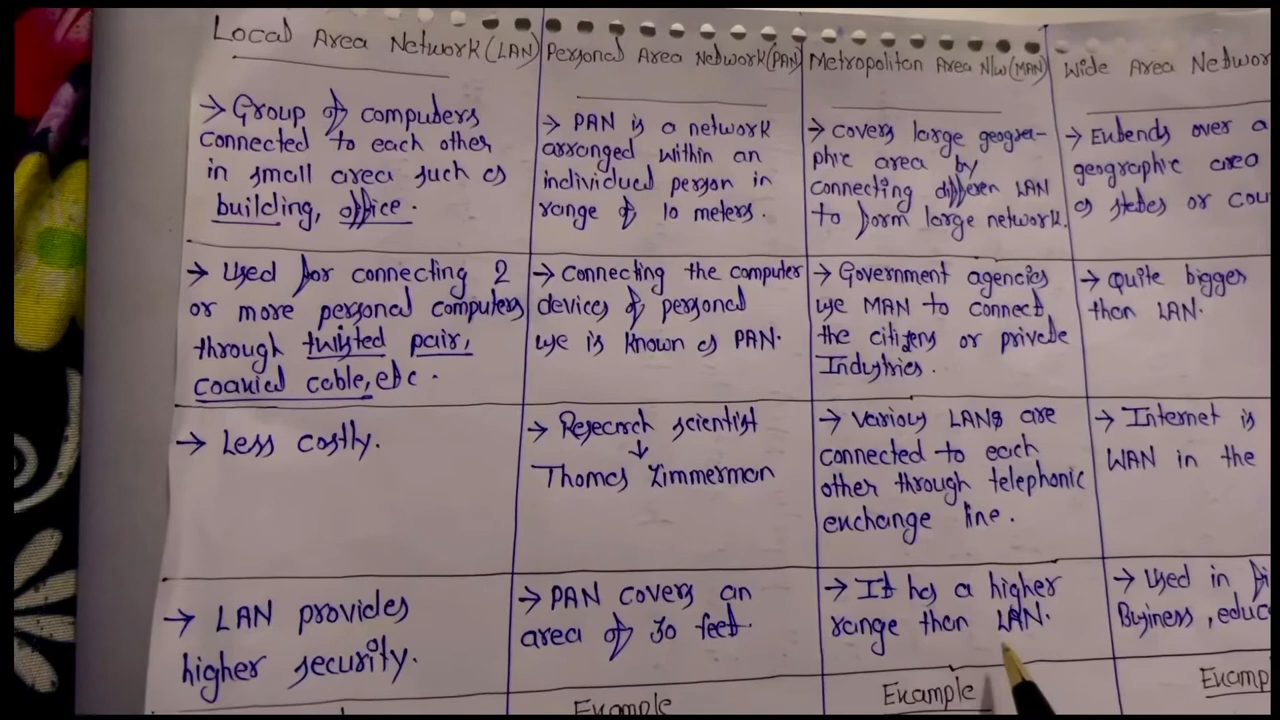 Local Area Network (LAN)
Personal Area Network (PAN)
Metropolitan Area N/w (MAN)
Wide Area Networ
→ Group of computers
connected to each other
in small area such as
building, office.
→ PAN is a network
arranged within an
individual person in
range of 10 meters.
→ covers large geogra-
phic area by
connecting differen LAN
to form large network.
→ Extends over a
geographic area
as states or cou
→ Used for connecting 2
or more personal computers
through twisted pair,
coaxial cable, etc.
→ Connecting the computer
devices of personal
use is known as PAN.
→ Government agencies
use MAN to connect
the citizens or private
Industries.
→ Quite bigger
than LAN.
→ Less costly.
→ Research scientist
↓
Thomas Zimmerman
→ Various LANs are
connected to each
other through telephonic
exchange line.
→ Internet is
WAN in the
→ LAN provides
higher security.
→ PAN covers an
area of 30 feet.
→ It has a higher
range than LAN.
→ Used in
Business, educ
Example
Example
Examp